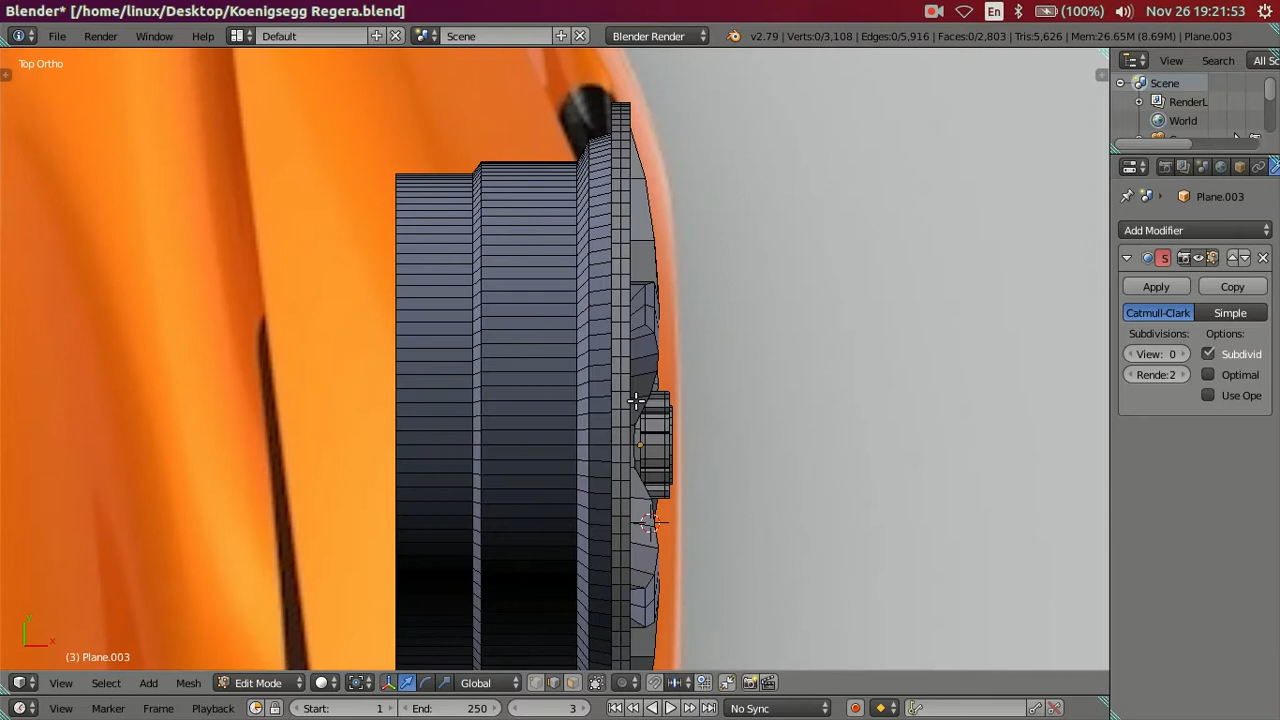 Blender* [/home/linux/Desktop/Koenigsegg Regera.blend]
En
(100%)
Nov 26 19:21:53
File Render Window Help
Default
Scene
Blender Render
v2.79 | Verts:0/3,108 | Edges:0/5,916 | Faces:0/2,803 | Tris:5,626 | Mem:26.65M (8.69M) | Plane.003
Top Ortho
View Search All Sc
Scene
RenderL
World
Plane.003
Add Modifier
S
Apply Copy
Catmull-Clark Simple
Subdivisions: Options:
View: 0 Subdivid
Rende: 2 Optimal
Use Ope
y
x
(3) Plane.003
View Select Add Mesh Edit Mode Global
View Marker Frame Playback Start: 1 End: 250 3 No Sync